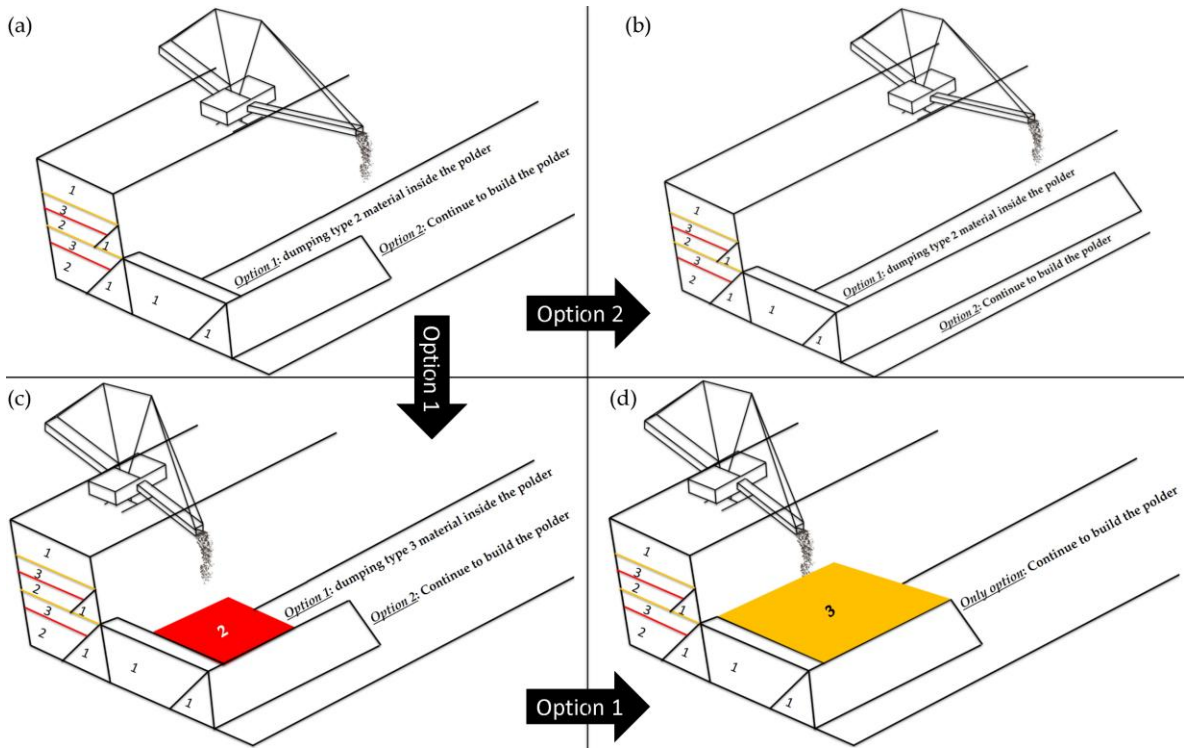 (a)
1
3
2
1
3
2
1
1
1
Option 1: dumping type 2 material inside the polder
Option 2: Continue to build the polder
Option 2
Option 1
(b)
1
3
2
1
3
2
1
1
1
Option 1: dumping type 2 material inside the polder
Option 2: Continue to build the polder
(c)
1
3
2
1
3
2
1
1
1
2
Option 1: dumping type 3 material inside the polder
Option 2: Continue to build the polder
Option 1
(d)
1
3
2
1
3
2
1
1
1
3
Only option: Continue to build the polder